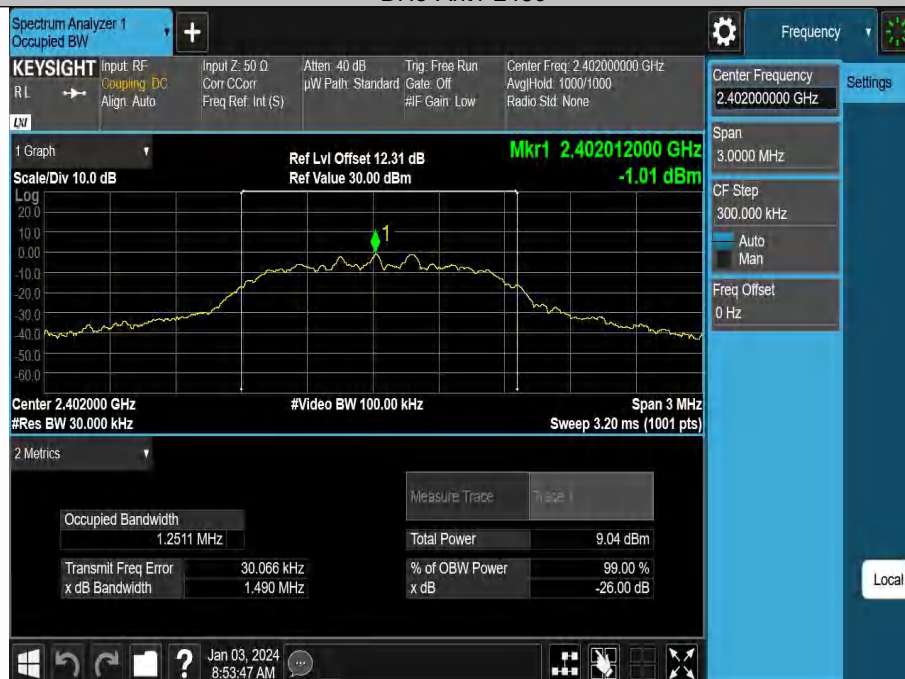 Spectrum Analyzer 1
Occupied BW
Frequency
KEYSIGHT
RL
LXI
Input: RF
Coupling: DC
Align: Auto
Input Z: 50 Ω
Corr CCorr
Freq Ref: Int (S)
Atten: 40 dB
µW Path: Standard
Trig: Free Run
Gate: Off
#IF Gain: Low
Center Freq: 2.402000000 GHz
Avg|Hold: 1000/1000
Radio Std: None
Center Frequency
2.402000000 GHz
Settings
Span
3.0000 MHz
CF Step
300.000 kHz
Auto
Man
Freq Offset
0 Hz
1 Graph
Scale/Div 10.0 dB
Ref Lvl Offset 12.31 dB
Ref Value 30.00 dBm
Mkr1 2.402012000 GHz
-1.01 dBm
Log
20.0
10.0
0.00
-10.0
-20.0
-30.0
-40.0
-50.0
-60.0
1
Center 2.402000 GHz
#Res BW 30.000 kHz
#Video BW 100.00 kHz
Span 3 MHz
Sweep 3.20 ms (1001 pts)
2 Metrics
Measure Trace
Trace 1
Occupied Bandwidth
1.2511 MHz
Total Power 9.04 dBm
Transmit Freq Error 30.066 kHz
% of OBW Power 99.00 %
x dB Bandwidth 1.490 MHz
x dB -26.00 dB
Local
Jan 03, 2024
8:53:47 AM